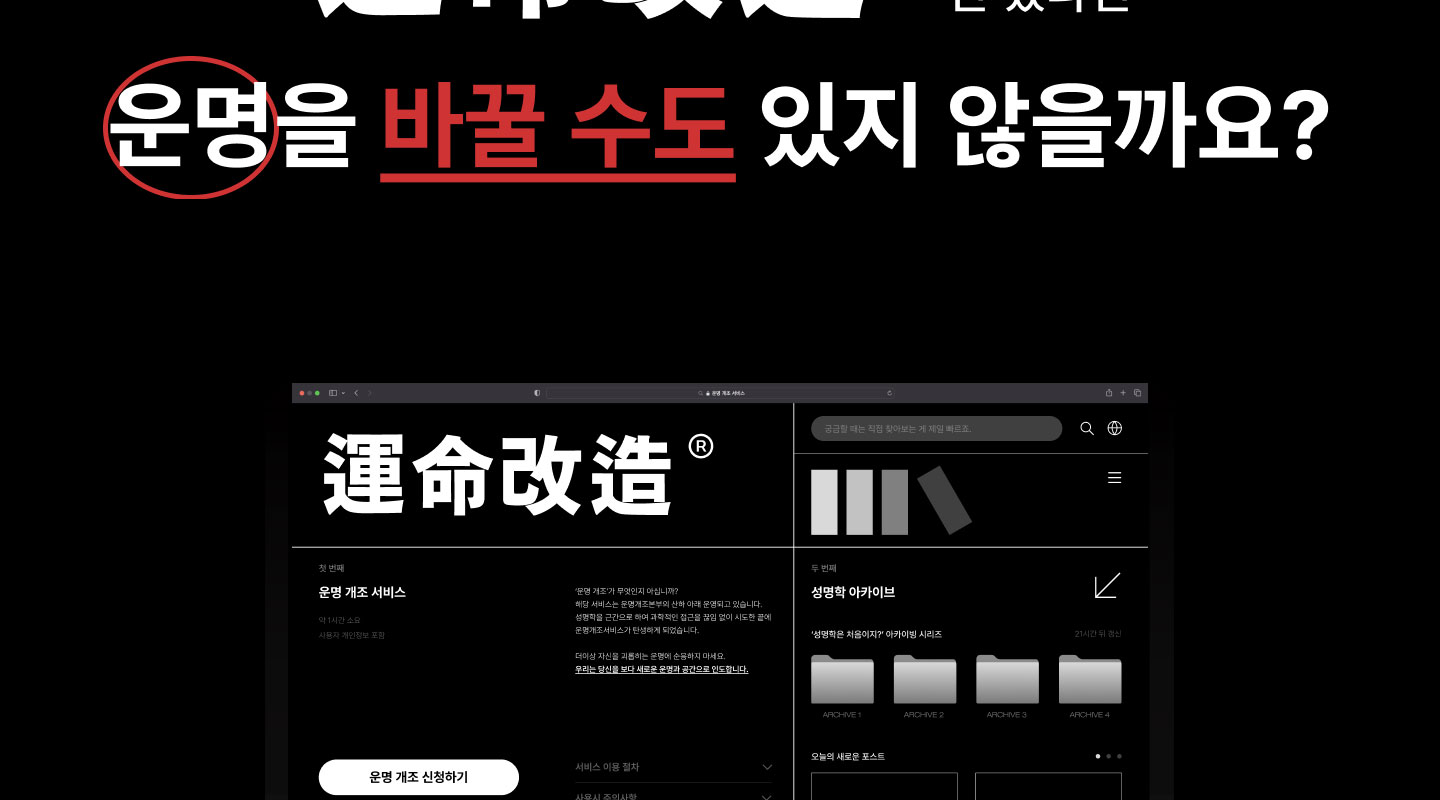 運命改造
운명을 바꿀 수도 있지 않을까요?
운명 개조 서비스
運命改造®
궁금할 때는 직접 찾아보는 게 제일 빠르죠.
첫 번째
운명 개조 서비스
약 1시간 소요
사용자 개인정보 포함
'운명 개조'가 무엇인지 아십니까?
해당 서비스는 운명개조본부의 산하 아래 운영되고 있습니다.
성명학을 근간으로 하여 과학적인 접근을 끊임 없이 시도한 끝에
운명개조서비스가 탄생하게 되었습니다.
더이상 자신을 괴롭히는 운명에 순응하지 마세요.
우리는 당신을 보다 새로운 운명과 공간으로 인도합니다.
운명 개조 신청하기
서비스 이용 절차
사용시 주의사항
두 번째
성명학 아카이브
'성명학은 처음이지?' 아카이빙 시리즈
21시간 뒤 갱신
ARCHIVE 1
ARCHIVE 2
ARCHIVE 3
ARCHIVE 4
오늘의 새로운 포스트